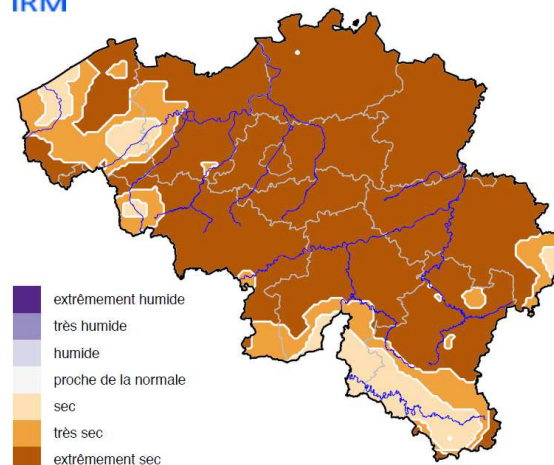 IRM
extrêmement humide
très humide
humide
proche de la normale
sec
très sec
extrêmement sec